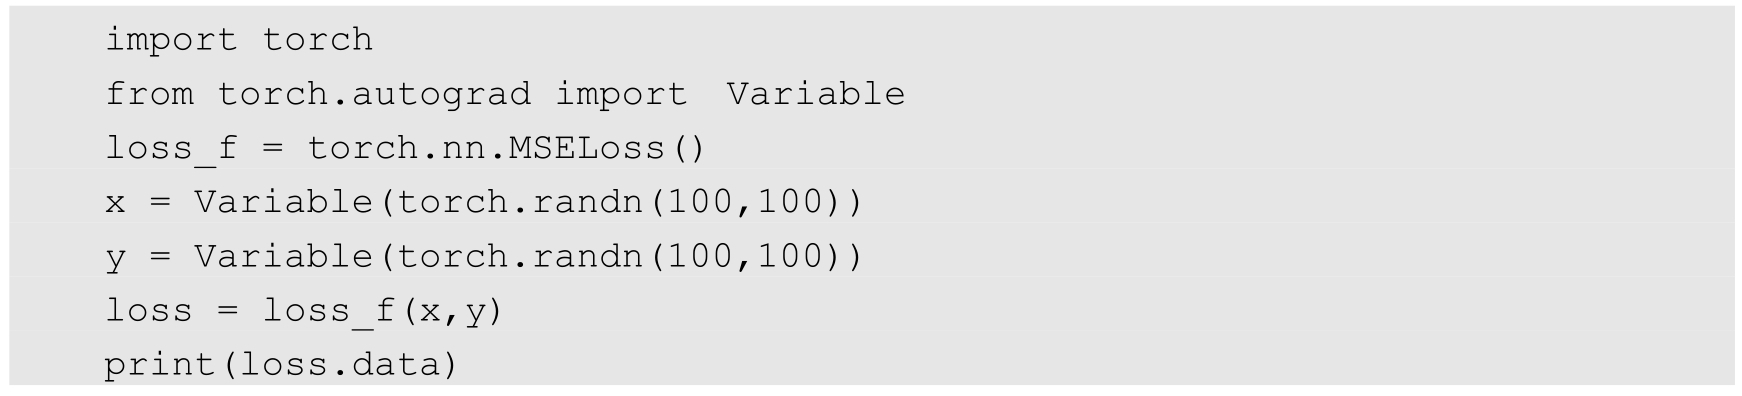 import torch
from torch.autograd import Variable
loss_f = torch.nn.MSELoss()
x = Variable(torch.randn(100,100))
y = Variable(torch.randn(100,100))
loss = loss_f(x,y)
print(loss.data)